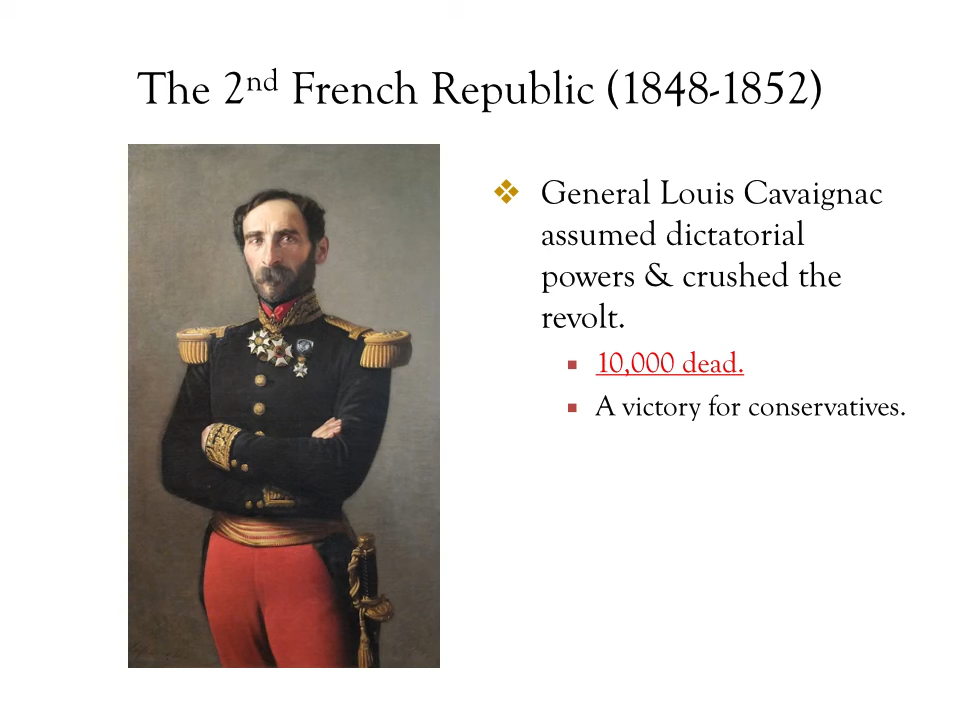 The 2nd French Republic (1848-1852)
General Louis Cavaignac
assumed dictatorial
powers & crushed the
revolt.
10,000 dead.
A victory for conservatives.